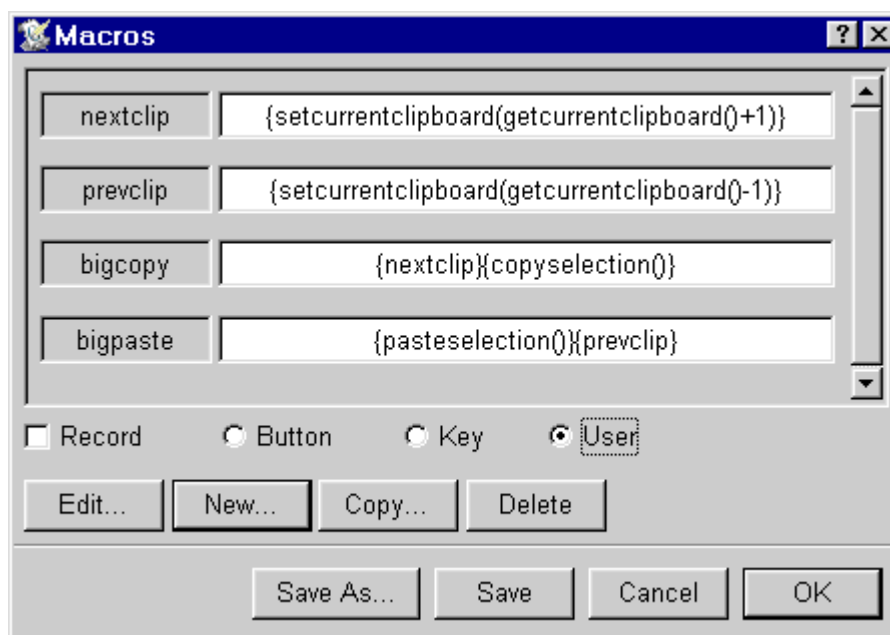 Macros
nextclip {setcurrentclipboard(getcurrentclipboard()+1)}
prevclip {setcurrentclipboard(getcurrentclipboard()-1)}
bigcopy {nextclip}{copyselection()}
bigpaste {pasteselection()}{prevclip}
Record Button Key User
Edit... New... Copy... Delete
Save As... Save Cancel OK